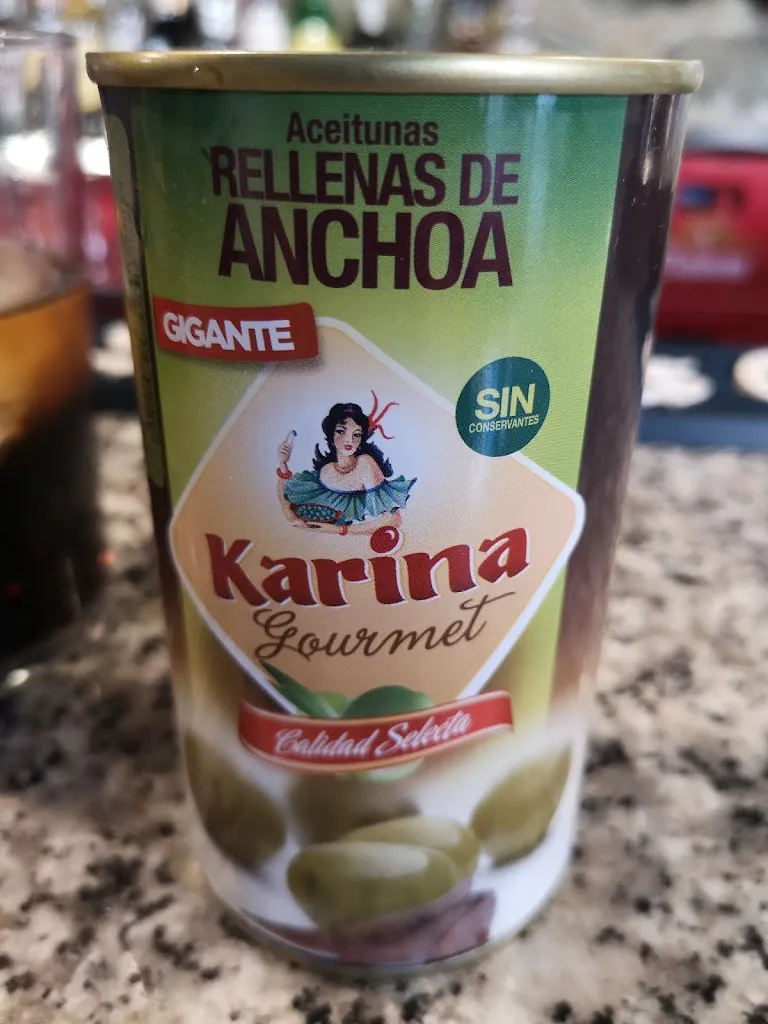 Aceitunas
RELLENAS DE
ANCHOA
GIGANTE
SIN
CONSERVANTES
Karina
Gourmet
Calidad Selecta